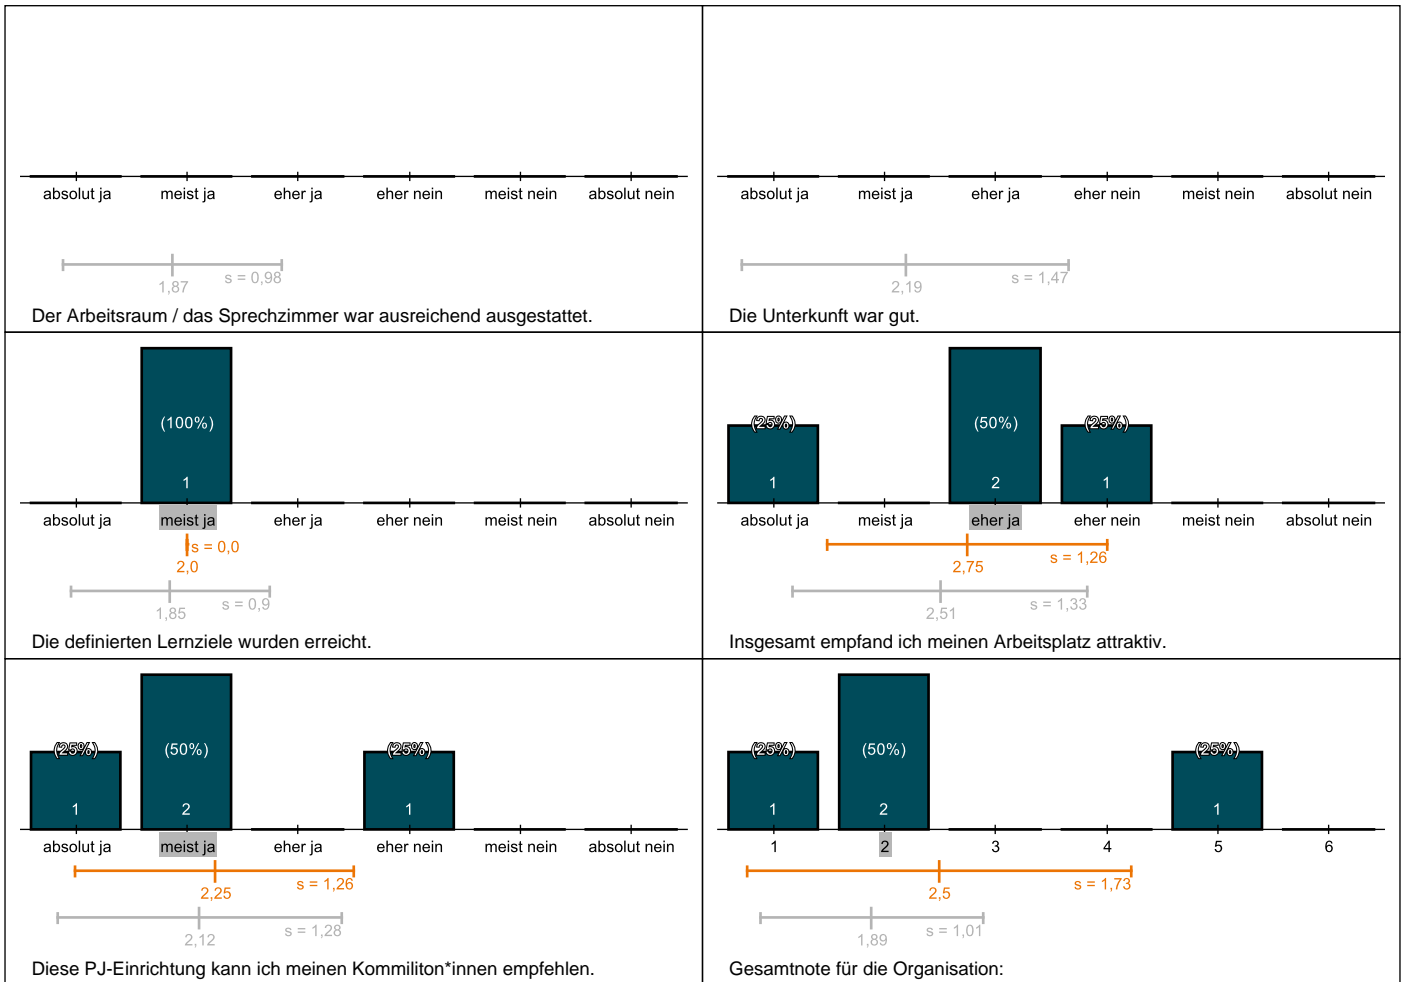 absolut ja meist ja eher ja eher nein meist nein absolut nein
s = 0,98
1,87
Der Arbeitsraum / das Sprechzimmer war ausreichend ausgestattet.
absolut ja meist ja eher ja eher nein meist nein absolut nein
s = 1,47
2,19
Die Unterkunft war gut.
(100%)
1
absolut ja meist ja eher ja eher nein meist nein absolut nein
s = 0,0
2,0
s = 0,9
1,85
Die definierten Lernziele wurden erreicht.
(25%) (50%) (25%)
1 2 1
absolut ja meist ja eher ja eher nein meist nein absolut nein
s = 1,26
2,75
s = 1,33
2,51
Insgesamt empfand ich meinen Arbeitsplatz attraktiv.
(25%) (50%) (25%)
1 2 1
absolut ja meist ja eher ja eher nein meist nein absolut nein
s = 1,26
2,25
s = 1,28
2,12
Diese PJ-Einrichtung kann ich meinen Kommiliton*innen empfehlen.
(25%) (50%) (25%)
1 2 1
1 2 3 4 5 6
s = 1,73
2,5
s = 1,01
1,89
Gesamtnote für die Organisation: